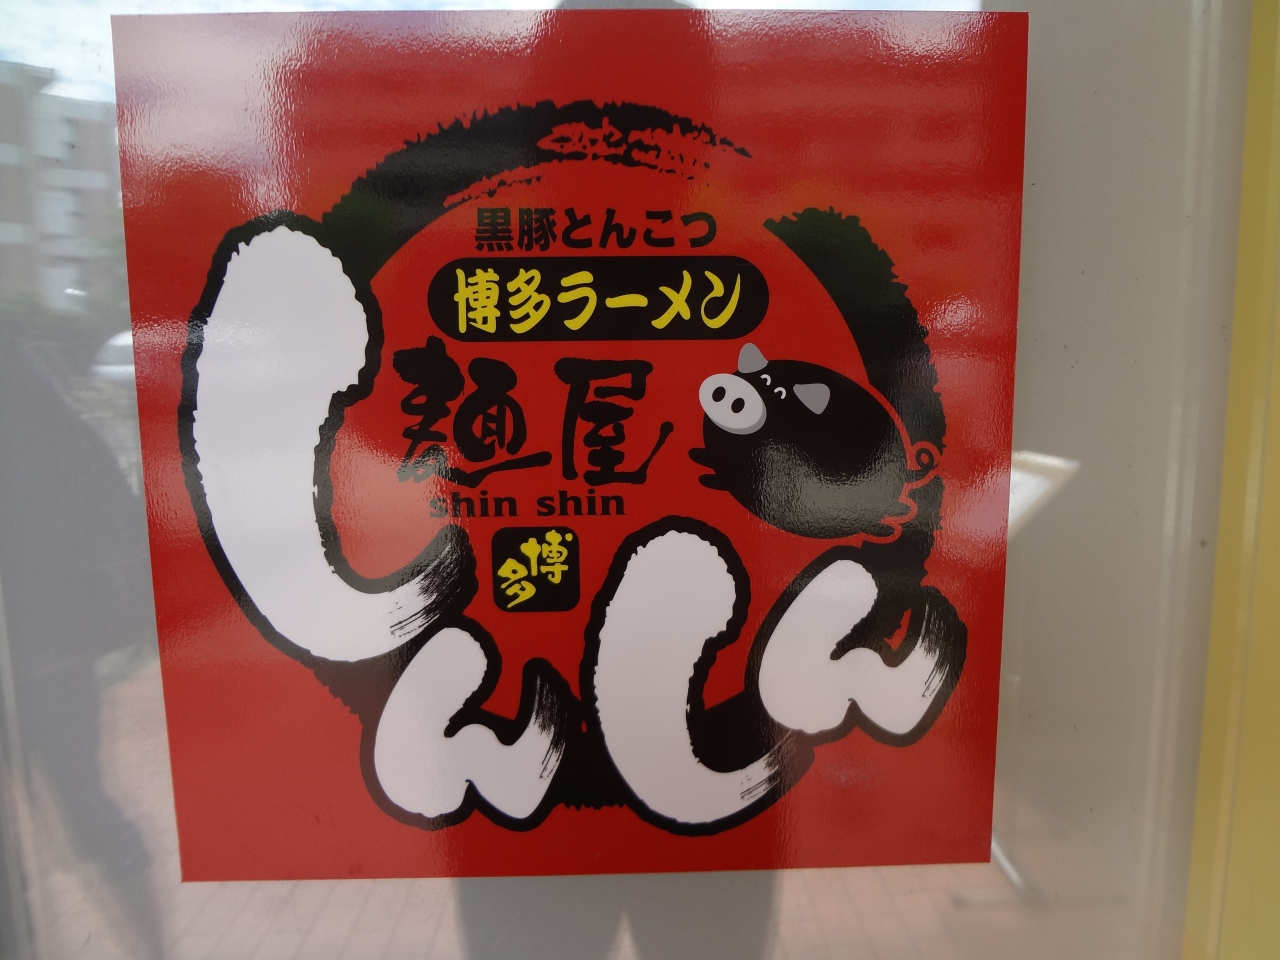 黒豚とんこつ
博多ラーメン
麺屋
shin shin
博多
しんしん